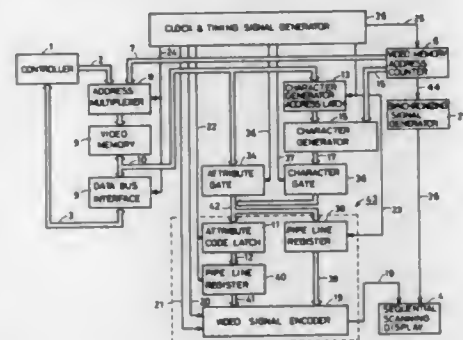 CLOCK & TIMING SIGNAL GENERATOR
26
25
1
2
7
24
CONTROLLER
8
ADDRESS
MULTIPLEXER
VIDEO MEMORY
ADDRESS
COUNTER
6
13
CHARACTER
GENERATOR
ADDRESS LATCH
16
44
VIDEO
MEMORY
9
10
15
CHARACTER
GENERATOR
SYNCHRONIZING
SIGNAL
GENERATOR
22
36
34
37
17
DATA BUS
INTERFACE
9
ATTRIBUTE
GATE
CHARACTER
GATE
36
3
42
52
23
26
11
ATTRIBUTE
CODE LATCH
38
PIPE LINE
REGISTER
12
PIPE LINE
REGISTER
40
39
21
20
41
19
VIDEO SIGNAL ENCODER
19
SEQUENTIAL
SCANNING
DISPLAY
4